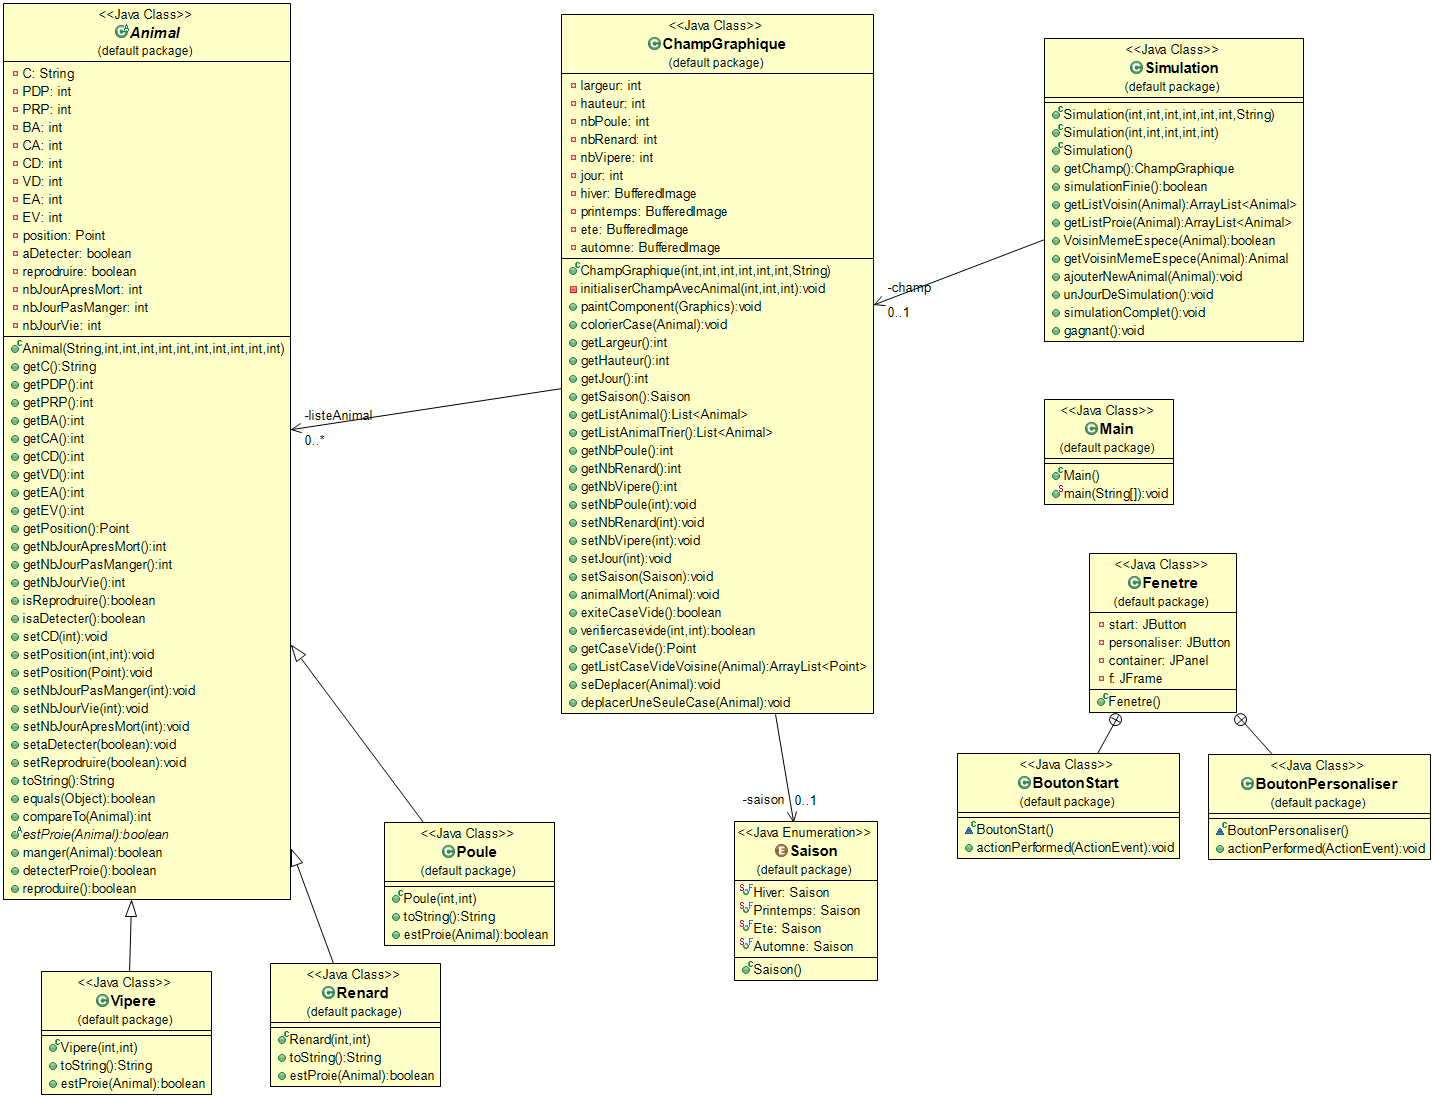 <<Java Class>>
Animal
(default package)
C: String
PDP: int
PRP: int
BA: int
CA: int
CD: int
VD: int
EA: int
EV: int
position: Point
aDetecter: boolean
reprodruire: boolean
nbJourApresMort: int
nbJourPasManger: int
nbJourVie: int
Animal(String,int,int,int,int,int,int,int,int,int,int)
getC():String
getPDP():int
getPRP():int
getBA():int
getCA():int
getCD():int
getVD():int
getEA():int
getEV():int
getPosition():Point
getNbJourApresMort():int
getNbJourPasManger():int
getNbJourVie():int
isReprodruire():boolean
isaDetecter():boolean
setCD(int):void
setPosition(int,int):void
setPosition(Point):void
setNbJourPasManger(int):void
setNbJourVie(int):void
setNbJourApresMort(int):void
setaDetecter(boolean):void
setReprodruire(boolean):void
toString():String
equals(Object):boolean
compareTo(Animal):int
estProie(Animal):boolean
manger(Animal):boolean
detecterProie():boolean
reproduire():boolean
-listeAnimal
0..*
<<Java Class>>
ChampGraphique
(default package)
largeur: int
hauteur: int
nbPoule: int
nbRenard: int
nbVipere: int
jour: int
hiver: BufferedImage
printemps: BufferedImage
ete: BufferedImage
automne: BufferedImage
ChampGraphique(int,int,int,int,int,int,String)
initialiserChampAvecAnimal(int,int,int):void
paintComponent(Graphics):void
colorierCase(Animal):void
getLargeur():int
getHauteur():int
getJour():int
getSaison():Saison
getListAnimal():List<Animal>
getListAnimalTrier():List<Animal>
getNbPoule():int
getNbRenard():int
getNbVipere():int
setNbPoule(int):void
setNbRenard(int):void
setNbVipere(int):void
setJour(int):void
setSaison(Saison):void
animalMort(Animal):void
exiteCaseVide():boolean
verifiercasevide(int,int):boolean
getCaseVide():Point
getListCaseVideVoisine(Animal):ArrayList<Point>
seDeplacer(Animal):void
deplacerUneSeuleCase(Animal):void
-champ
0..1
<<Java Class>>
Simulation
(default package)
Simulation(int,int,int,int,int,int,String)
Simulation(int,int,int,int,int)
Simulation()
getChamp():ChampGraphique
simulationFinie():boolean
getListVoisin(Animal):ArrayList<Animal>
getListProie(Animal):ArrayList<Animal>
VoisinMemeEspece(Animal):boolean
getVoisinMemeEspece(Animal):Animal
ajouterNewAnimal(Animal):void
unJourDeSimulation():void
simulationComplet():void
gagnant():void
<<Java Class>>
Main
(default package)
Main()
main(String[]):void
<<Java Class>>
Fenetre
(default package)
start: JButton
personaliser: JButton
container: JPanel
f: JFrame
Fenetre()
<<Java Class>>
BoutonStart
(default package)
BoutonStart()
actionPerformed(ActionEvent):void
<<Java Class>>
BoutonPersonaliser
(default package)
BoutonPersonaliser()
actionPerformed(ActionEvent):void
-saison 0..1
<<Java Enumeration>>
Saison
(default package)
Hiver: Saison
Printemps: Saison
Ete: Saison
Automne: Saison
Saison()
<<Java Class>>
Poule
(default package)
Poule(int,int)
toString():String
estProie(Animal):boolean
<<Java Class>>
Renard
(default package)
Renard(int,int)
toString():String
estProie(Animal):boolean
<<Java Class>>
Vipere
(default package)
Vipere(int,int)
toString():String
estProie(Animal):boolean